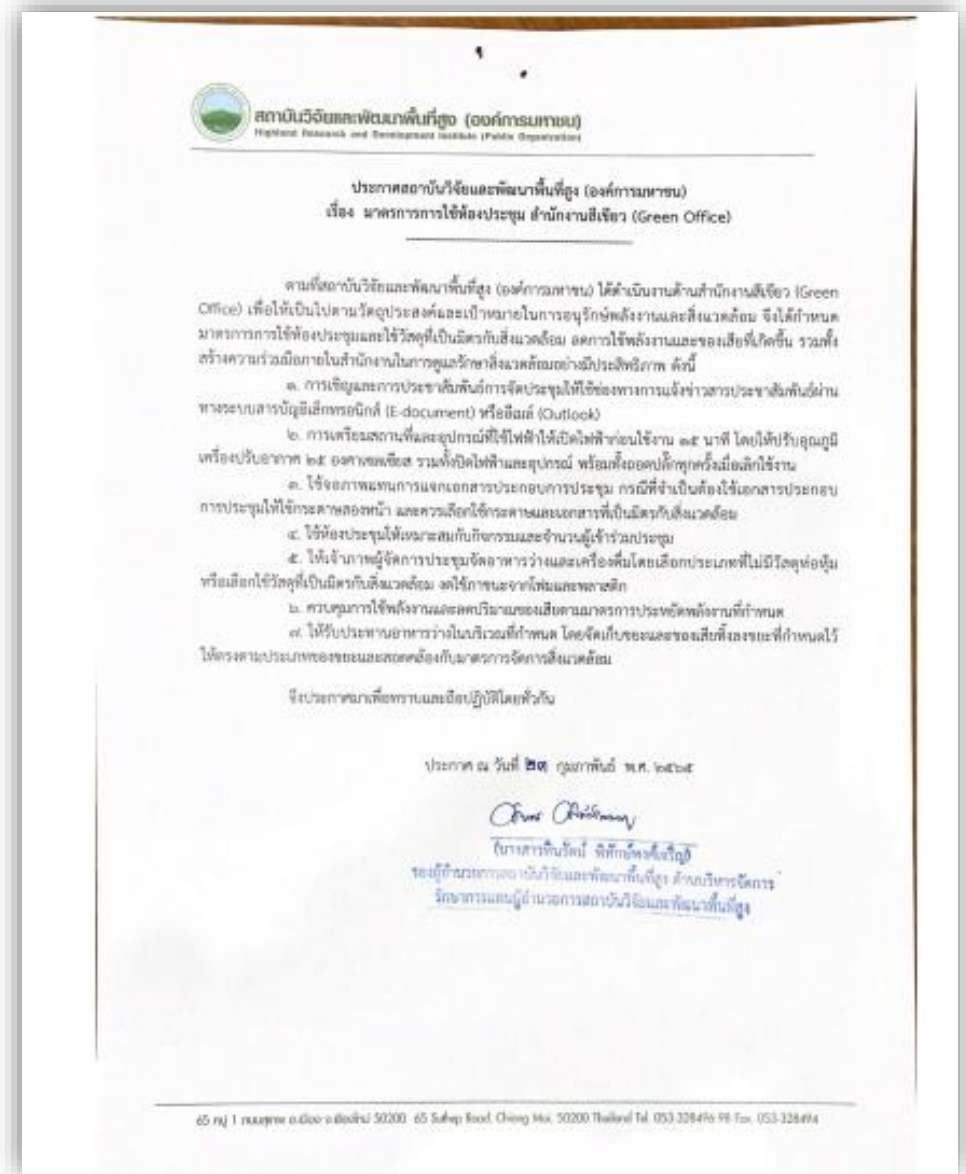 สถาบันวิจัยและพัฒนาพื้นที่สูง (องค์การมหาชน)
Highland Research and Development Institute (Public Organization)
ประกาศสถาบันวิจัยและพัฒนาพื้นที่สูง (องค์การมหาชน)
เรื่อง มาตรการการใช้ห้องประชุม สำนักงานสีเขียว (Green Office)
ตามที่สถาบันวิจัยและพัฒนาพื้นที่สูง (องค์การมหาชน) ได้ดำเนินงานด้านสำนักงานสีเขียว (Green
Office) เพื่อให้เป็นไปตามวัตถุประสงค์และเป้าหมายในการอนุรักษ์พลังงานและสิ่งแวดล้อม จึงได้กำหนด
มาตรการการใช้ห้องประชุมและใช้วัสดุที่เป็นมิตรกับสิ่งแวดล้อม ลดการใช้พลังงานและของเสียที่เกิดขึ้น รวมทั้ง
สร้างความร่วมมือภายในสำนักงานในการดูแลรักษาสิ่งแวดล้อมอย่างมีประสิทธิภาพ ดังนี้
๑. การเชิญและการประชาสัมพันธ์การจัดประชุมให้ใช้ช่องทางการแจ้งข่าวสารประชาสัมพันธ์ผ่าน
ทางระบบสารบัญอิเล็กทรอนิกส์ (E-document) หรืออีเมล์ (Outlook)
๒. การเตรียมสถานที่และอุปกรณ์ที่ใช้ไฟฟ้าให้เปิดไฟฟ้าก่อนใช้งาน ๑๕ นาที โดยให้ปรับอุณภูมิ
เครื่องปรับอากาศ ๒๕ องศาเซลเซียส รวมทั้งปิดไฟฟ้าและอุปกรณ์ พร้อมทั้งถอดปลั๊กทุกครั้งเมื่อเลิกใช้งาน
๓. ใช้จอภาพแทนการแจกเอกสารประกอบการประชุม กรณีที่จำเป็นต้องใช้เอกสารประกอบ
การประชุมให้ใช้กระดาษสองหน้า และควรเลือกใช้กระดาษและเอกสารที่เป็นมิตรกับสิ่งแวดล้อม
๔. ใช้ห้องประชุมให้เหมาะสมกับกิจกรรมและจำนวนผู้เข้าร่วมประชุม
๕. ให้เจ้าภาพผู้จัดการประชุมจัดอาหารว่างและเครื่องดื่มโดยเลือกประเภทที่ไม่มีวัสดุห่อหุ้ม
หรือเลือกใช้วัสดุที่เป็นมิตรกับสิ่งแวดล้อม งดใช้ภาชนะจากโฟมและพลาสติก
๖. ควบคุมการใช้พลังงานและลดปริมาณของเสียตามมาตรการประหยัดพลังงานที่กำหนด
๗. ให้รับประทานอาหารว่างในบริเวณที่กำหนด โดยจัดเก็บขยะและของเสียทิ้งลงขยะที่กำหนดไว้
ให้ตรงตามประเภทของขยะและสอดคล้องกับมาตรการจัดการสิ่งแวดล้อม
จึงประกาศมาเพื่อทราบและถือปฏิบัติโดยทั่วกัน
ประกาศ ณ วันที่ ๒๓ กุมภาพันธ์ พ.ศ. ๒๕๖๕
(นางสาวทินรัตน์ พิทักษ์พงศ์เจริญ)
รองผู้อำนวยการสถาบันวิจัยและพัฒนาพื้นที่สูง ด้านบริหารจัดการ
รักษาการแทนผู้อำนวยการสถาบันวิจัยและพัฒนาพื้นที่สูง
65 หมู่ 1 ถนนสุเทพ อ.เมือง จ.เชียงใหม่ 50200 65 Suthep Road, Chiang Mai, 50200 Thailand Tel. 053-328496-98 Fax. 053-328494